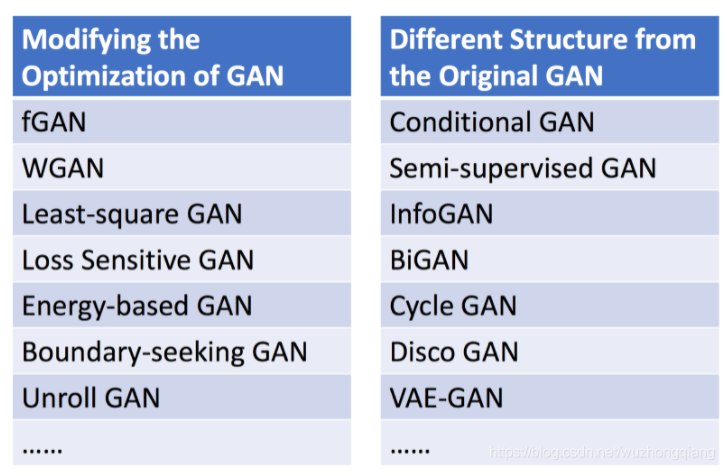 Modifying the
Optimization of GAN
fGAN
WGAN
Least-square GAN
Loss Sensitive GAN
Energy-based GAN
Boundary-seeking GAN
Unroll GAN
......
Different Structure from
the Original GAN
Conditional GAN
Semi-supervised GAN
InfoGAN
BiGAN
Cycle GAN
Disco GAN
VAE-GAN
......
https://blog.csdn.net/wuzhongqiang